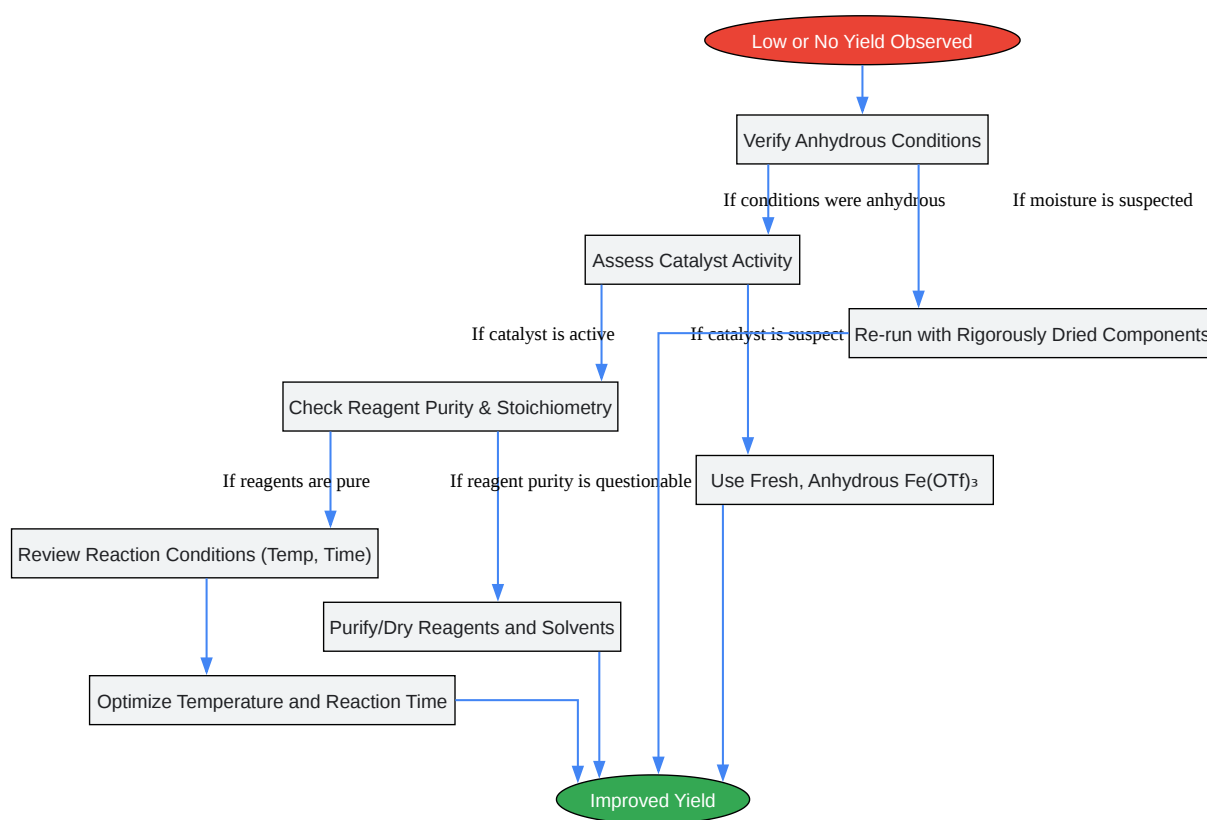 Low or No Yield Observed
Verify Anhydrous Conditions
If conditions were anhydrous
If moisture is suspected
Assess Catalyst Activity
If catalyst is active
If catalyst is suspect
Re-run with Rigorously Dried Components
Check Reagent Purity & Stoichiometry
If reagents are pure
If reagent purity is questionable
Use Fresh, Anhydrous Fe(OTf)₃
Review Reaction Conditions (Temp, Time)
Purify/Dry Reagents and Solvents
Optimize Temperature and Reaction Time
Improved Yield